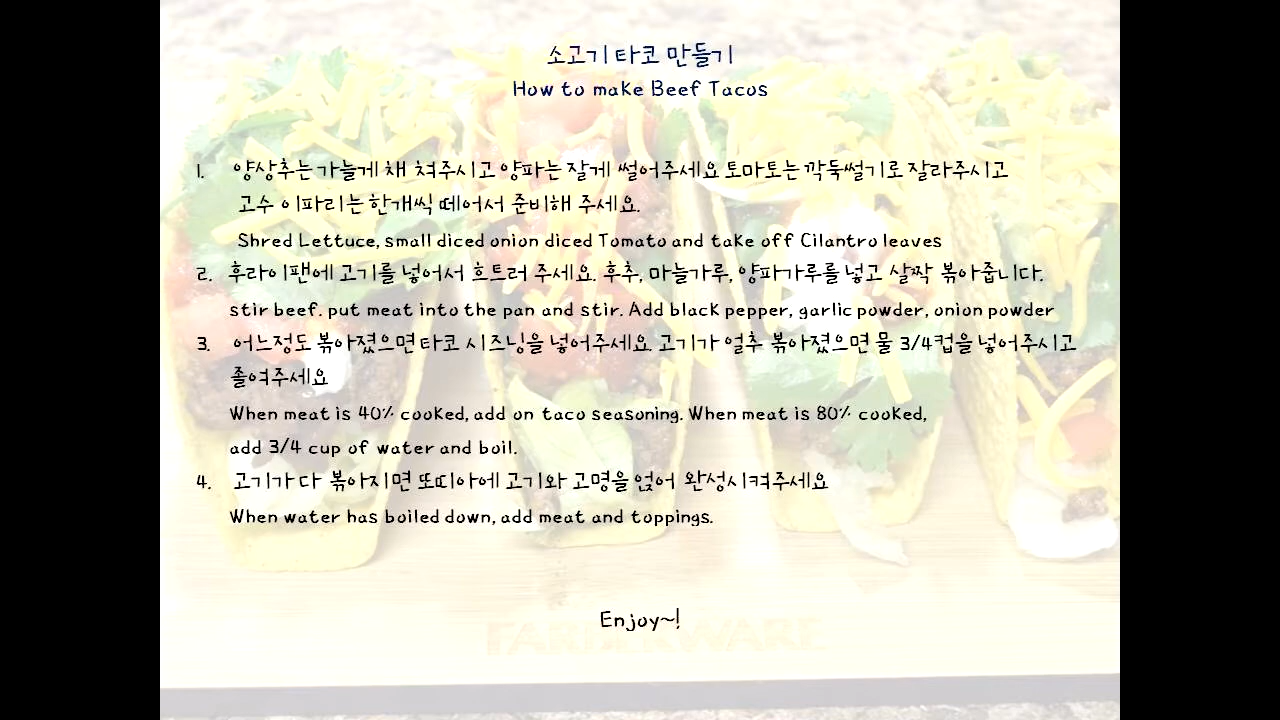 소고기 타코 만들기
How to make Beef Tacos
1. 양상추는 가늘게 채 쳐주시고 양파는 잘게 썰어주세요 토마토는 깍둑썰기로 잘라주시고
고수 이파리는 한개씩 떼어서 준비해 주세요.
Shred Lettuce, small diced onion diced Tomato and take off Cilantro leaves
2. 후라이팬에 고기를 넣어서 흐트러 주세요. 후추, 마늘가루, 양파가루를 넣고 살짝 볶아줍니다.
stir beef. put meat into the pan and stir. Add black pepper, garlic powder, onion powder
3. 어느정도 볶아졌으면 타코 시즈닝을 넣어주세요. 고기가 얼추 볶아졌으면 물 3/4컵을 넣어주시고
졸여주세요
When meat is 40% cooked, add on taco seasoning. When meat is 80% cooked,
add 3/4 cup of water and boil.
4. 고기가 다 볶아지면 또띠아에 고기와 고명을 얹어 완성시켜주세요
When water has boiled down, add meat and toppings.
Enjoy~!
FARBERWARE